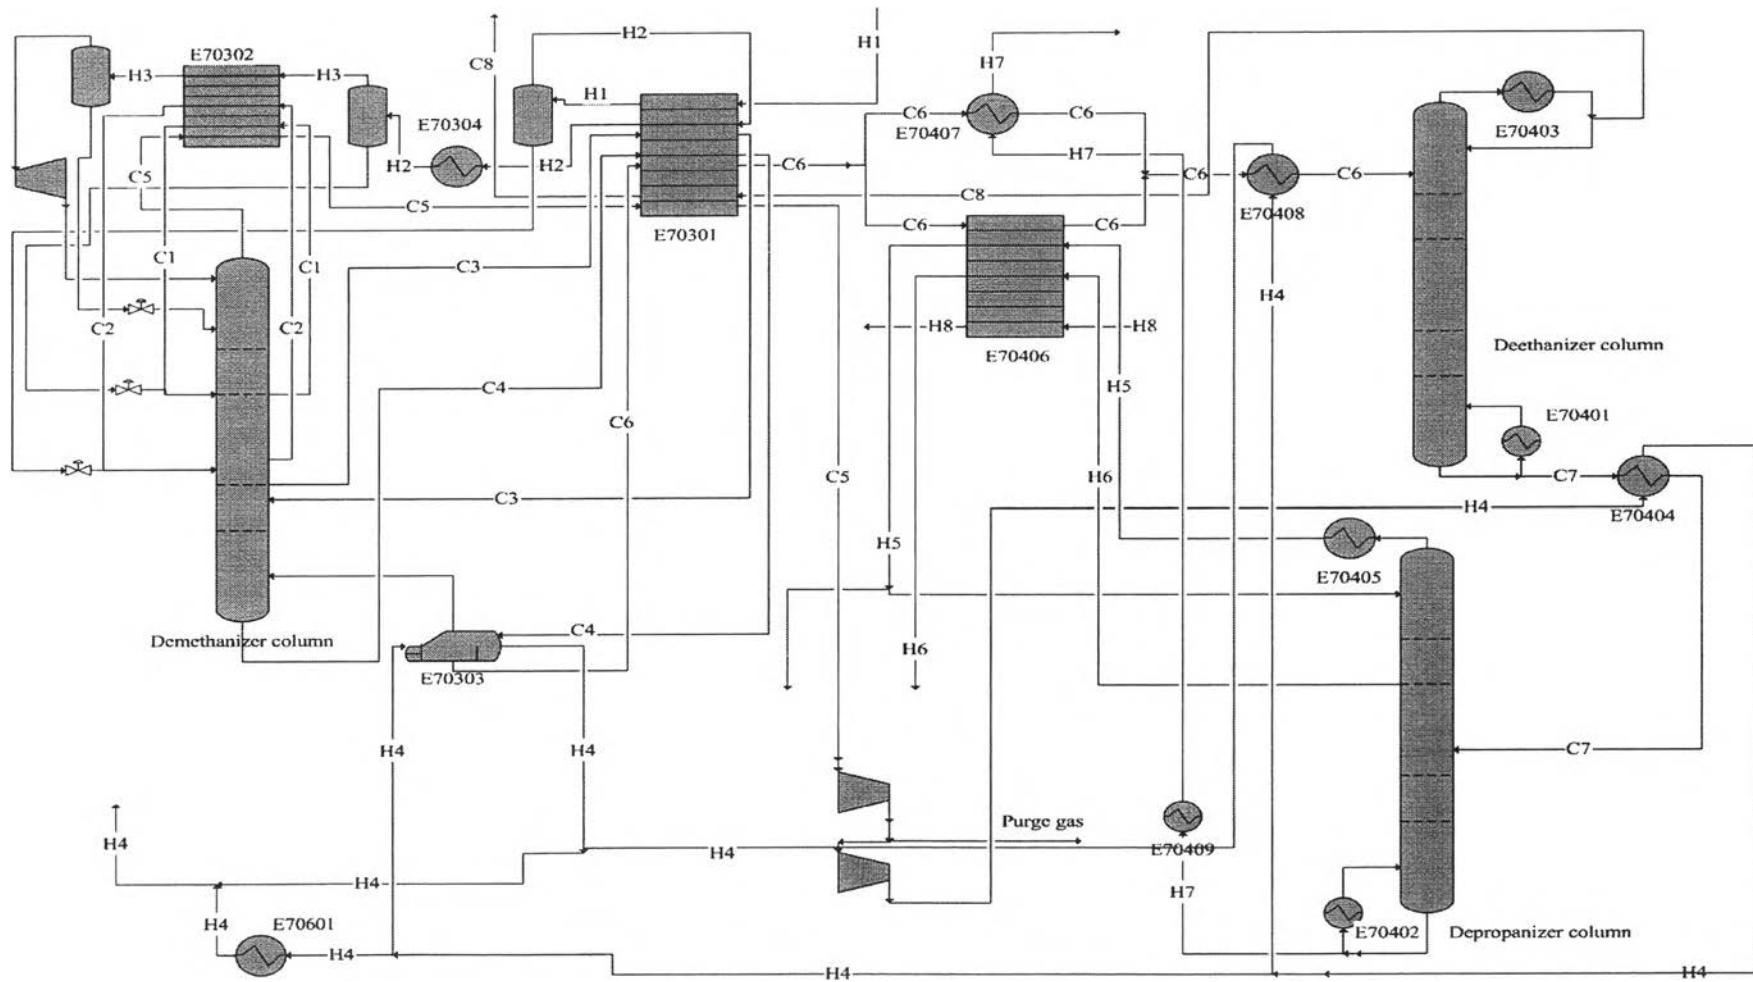 H2
H1
E70302
H3
H3
C8
H7
H1
C6
C6
E70304
E70407
E70403
H2
H2
C6
H7
C6
C6
C5
C8
E70408
C5
E70301
C6
C6
C1
C1
C3
H4
C2
C2
H8
H8
E70406
Deethanizer column
C4
H5
C6
E70401
C5
H6
C7
C3
H4
E70404
H5
E70405
Demethanizer column
C4
H6
E70303
H4
H4
C7
Purge gas
H4
H4
E70409
H4
H7
H4
E70601
E70402
Depropanizer column
H4
H4
H4